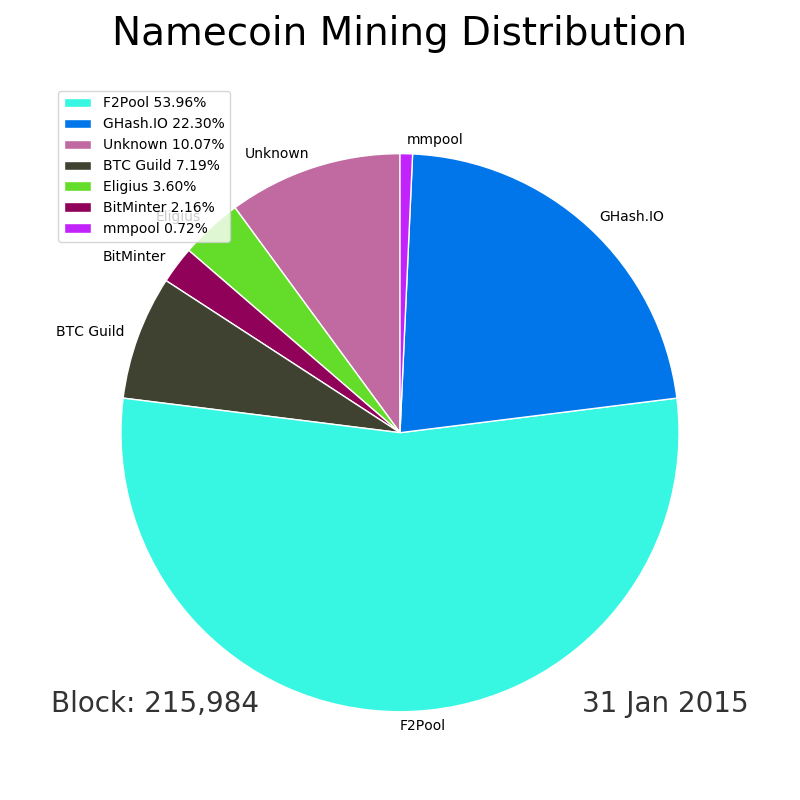 Namecoin Mining Distribution
F2Pool 53.96%
GHash.IO 22.30%
Unknown 10.07%
BTC Guild 7.19%
Eligius 3.60%
BitMinter 2.16%
mmpool 0.72%
mmpool
Unknown
GHash.IO
Eligius
BitMinter
BTC Guild
F2Pool
Block: 215,984
31 Jan 2015